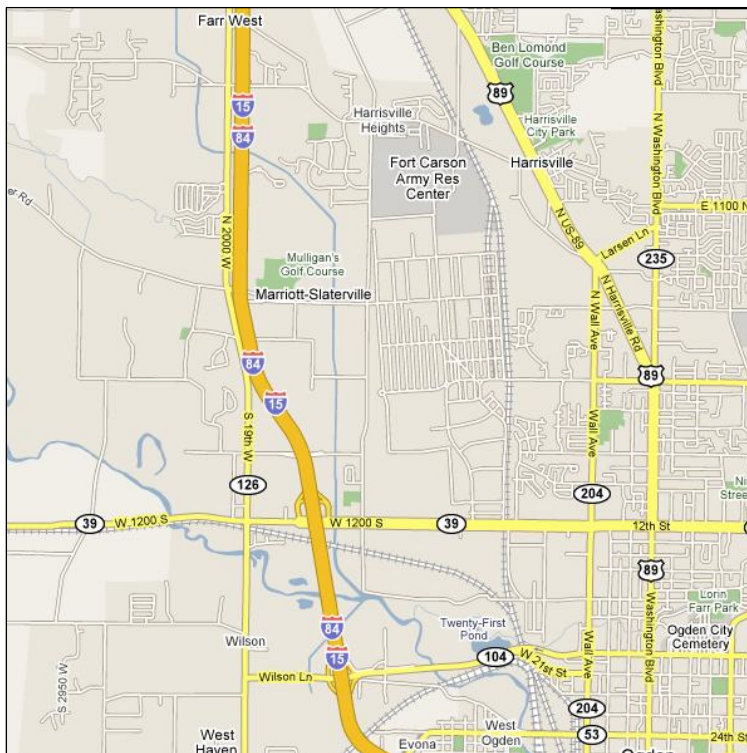 Farr West
Ben Lomond
Golf Course
Washington Blvd
89
15
84
Harrisville
Heights
Harrisville
City Park
N Washington Blvd
Fort Carson
Army Res
Center
Harrisville
er Rd
E 1100 N
N 2000 W
N US-89
Larsen Ln
235
Mulligan's
Golf Course
Marriott-Slaterville
N Wall Ave
N Harrisville Rd
84
89
15
S 19th W
Wall Ave
126
204
Street
39
W 1200 S
W 1200 S
39
12th St
89
Lorin
Farr Park
Twenty-First
Pond
Ogden City
Cemetery
84
Wilson
15
104
W 21st St
Wall Ave
Washington Blvd
Wilson Ln
S 2950 W
204
West
Haven
Evona
West
Ogden
53
24th St
Ogden